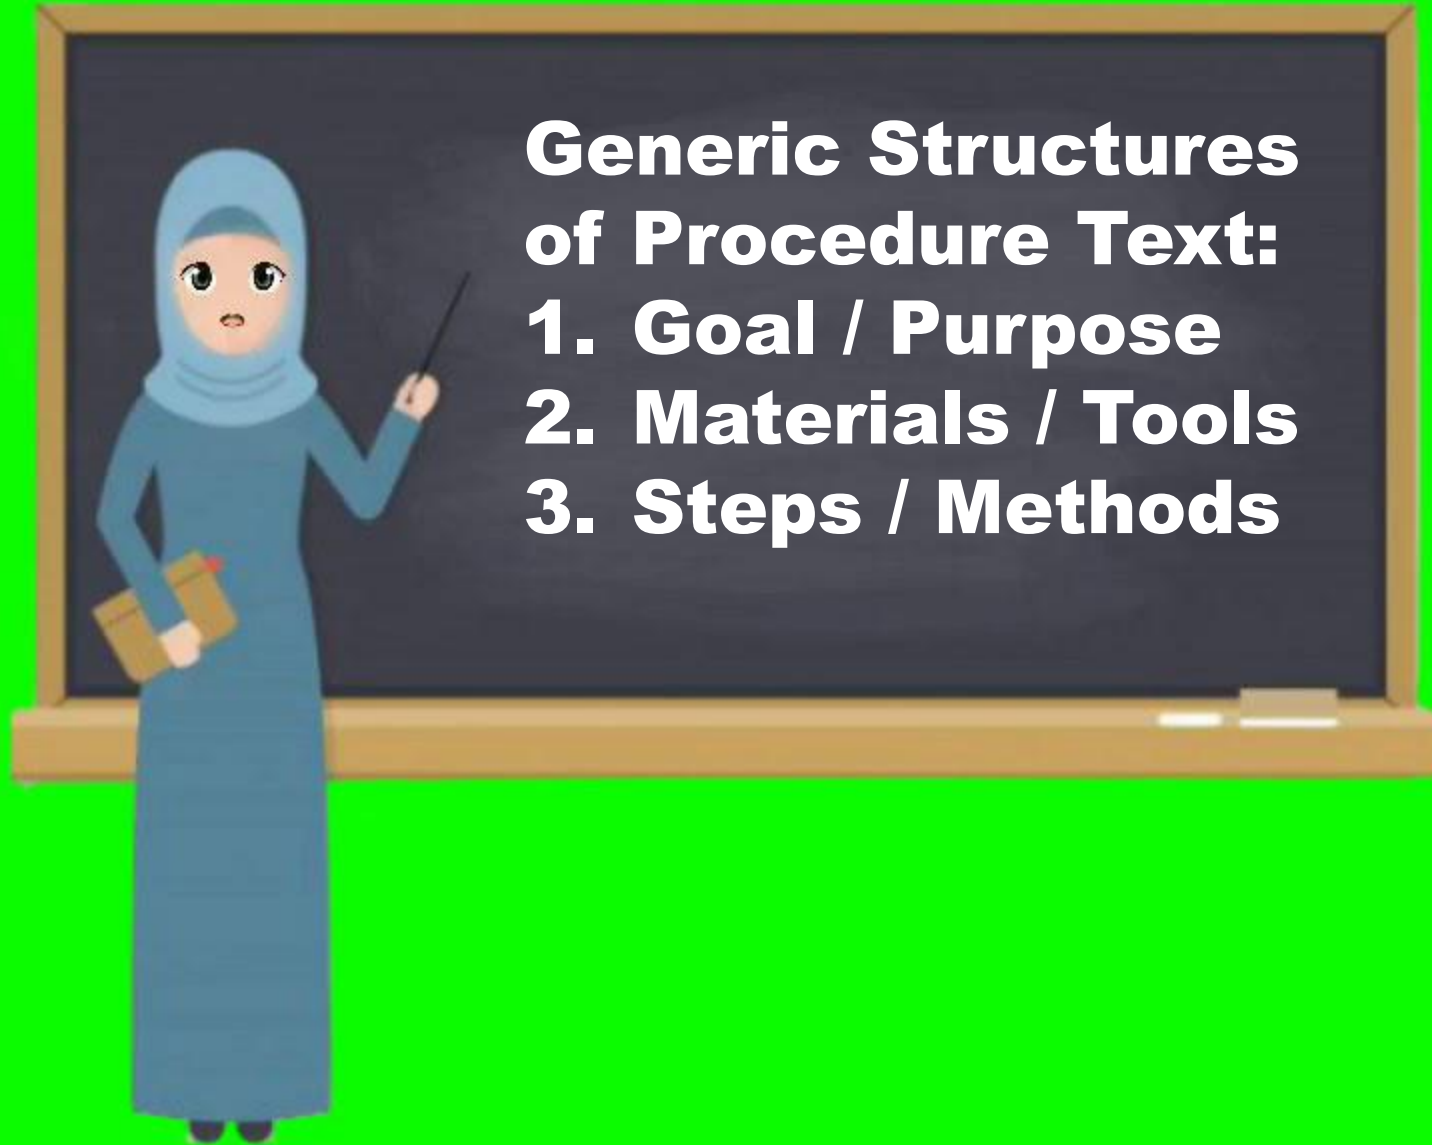 Generic Structures
of Procedure Text:
1. Goal / Purpose
2. Materials / Tools
3. Steps / Methods